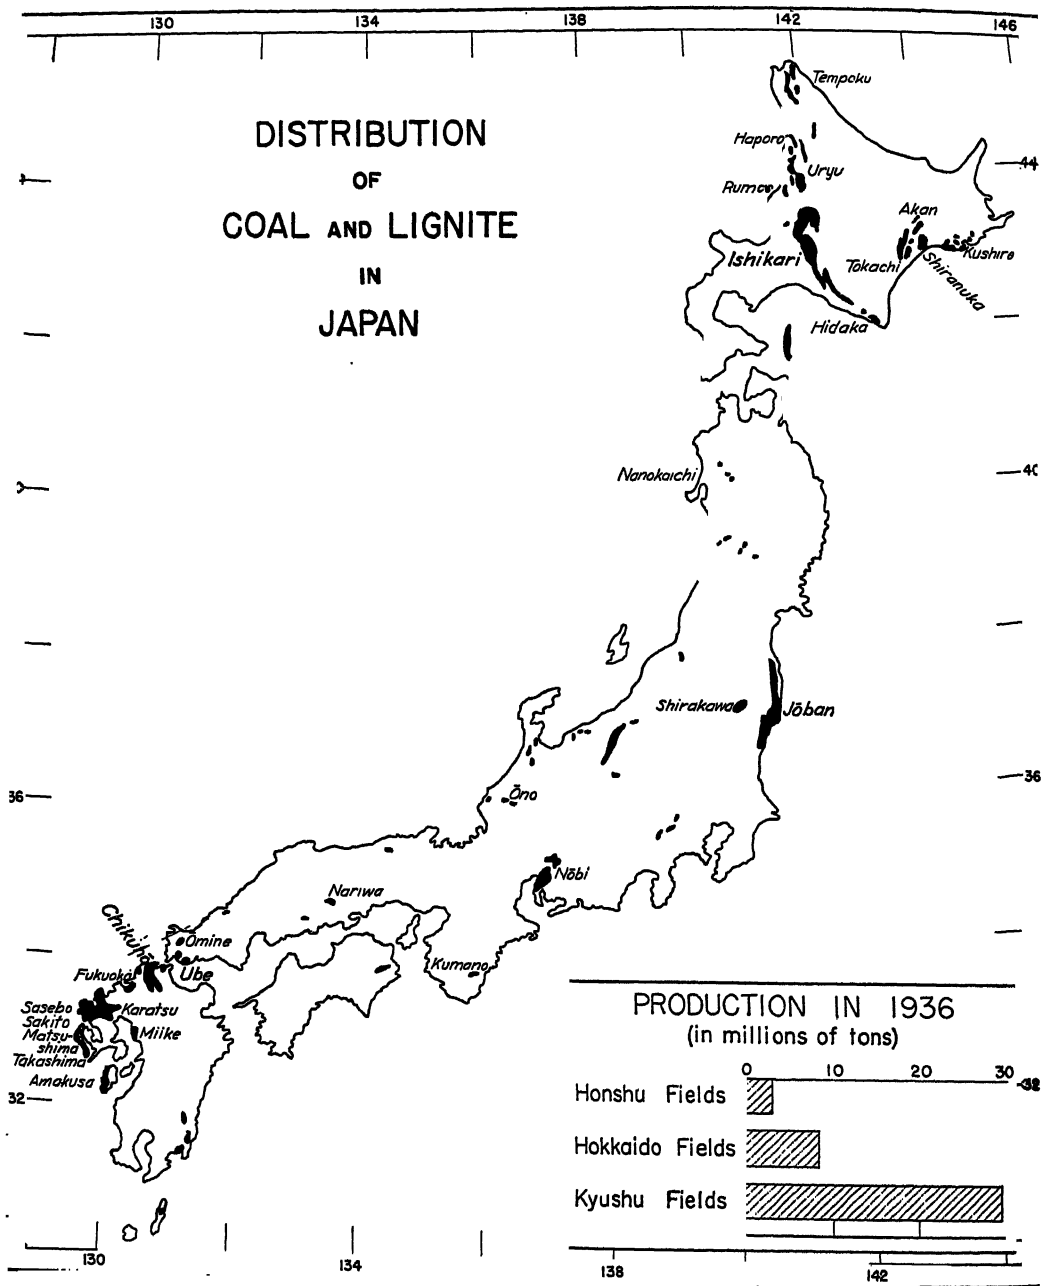 130 134 138 142 146
DISTRIBUTION
OF
COAL AND LIGNITE
IN
JAPAN
Tempoku
Haporo
Uryu
44
Akan
Ishikari
Tokachi
Kushiro
Shiranuka
Hidaka
Nanokaichi
Shirakawa
Jōban
36
36
Ōno
Nōbi
Nariwa
Chikuhō
Omine
Kumano
Fukuoka
Ube
Sasebo
Karatsu
Sakito
Matsu-
Miike
shima
Takashima
Amakusa
32
PRODUCTION IN 1936
(in millions of tons)
0 10 20 30
32
Honshu Fields
Hokkaido Fields
Kyushu Fields
130 134 138 142